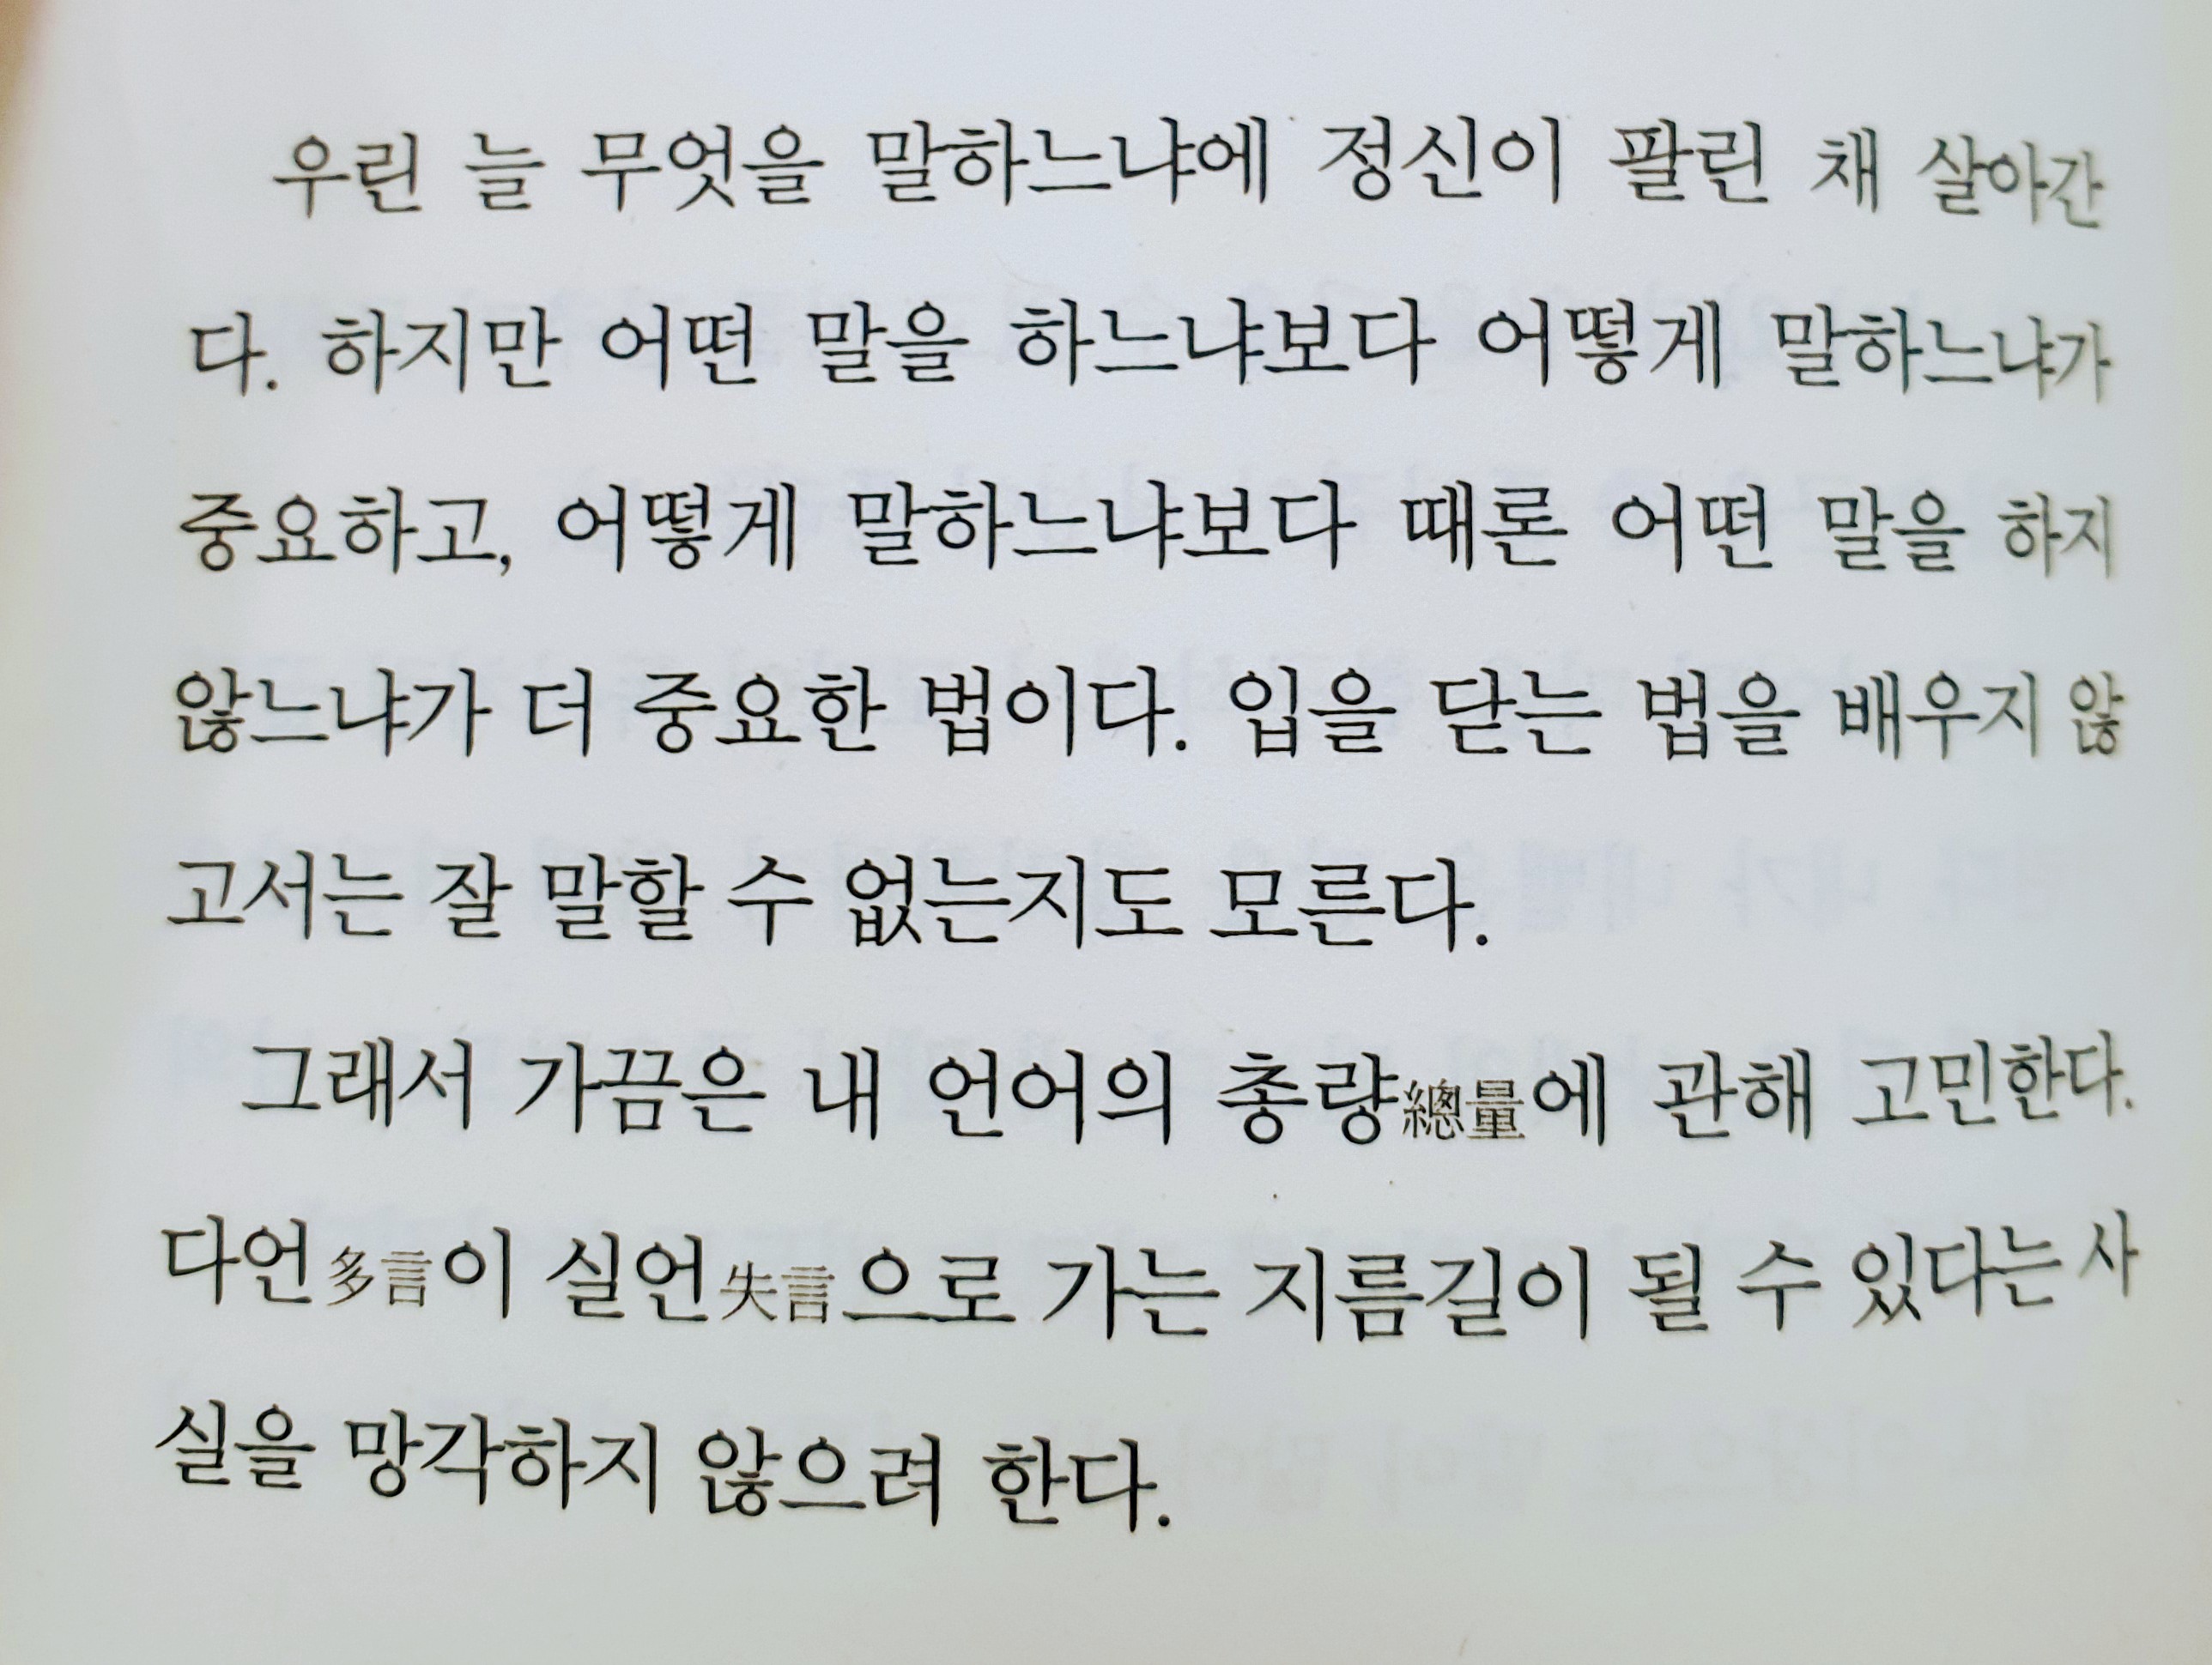 우린 늘 무엇을 말하느냐에 정신이 팔린 채 살아간
다. 하지만 어떤 말을 하느냐보다 어떻게 말하느냐가
중요하고, 어떻게 말하느냐보다 때론 어떤 말을 하지
않느냐가 더 중요한 법이다. 입을 닫는 법을 배우지 않
고서는 잘 말할 수 없는지도 모른다.
그래서 가끔은 내 언어의 총량總量에 관해 고민한다.
다언多言이 실언失言으로 가는 지름길이 될 수 있다는 사
실을 망각하지 않으려 한다.